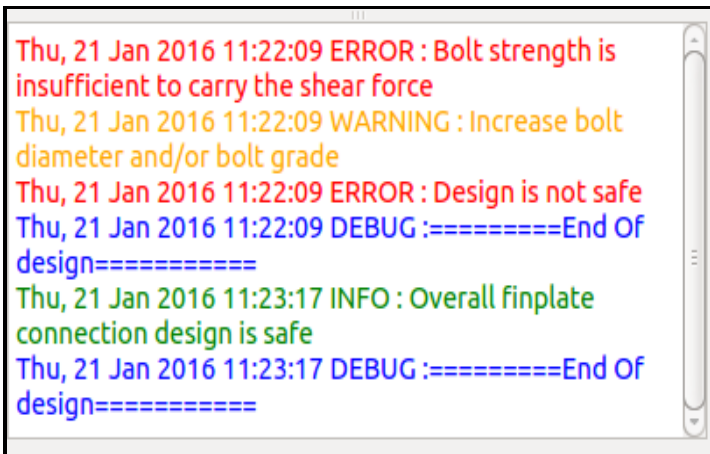 Thu, 21 Jan 2016 11:22:09 ERROR : Bolt strength is
insufficient to carry the shear force
Thu, 21 Jan 2016 11:22:09 WARNING : Increase bolt
diameter and/or bolt grade
Thu, 21 Jan 2016 11:22:09 ERROR : Design is not safe
Thu, 21 Jan 2016 11:22:09 DEBUG :=========End Of
design===========
Thu, 21 Jan 2016 11:23:17 INFO : Overall finplate
connection design is safe
Thu, 21 Jan 2016 11:23:17 DEBUG :=========End Of
design===========